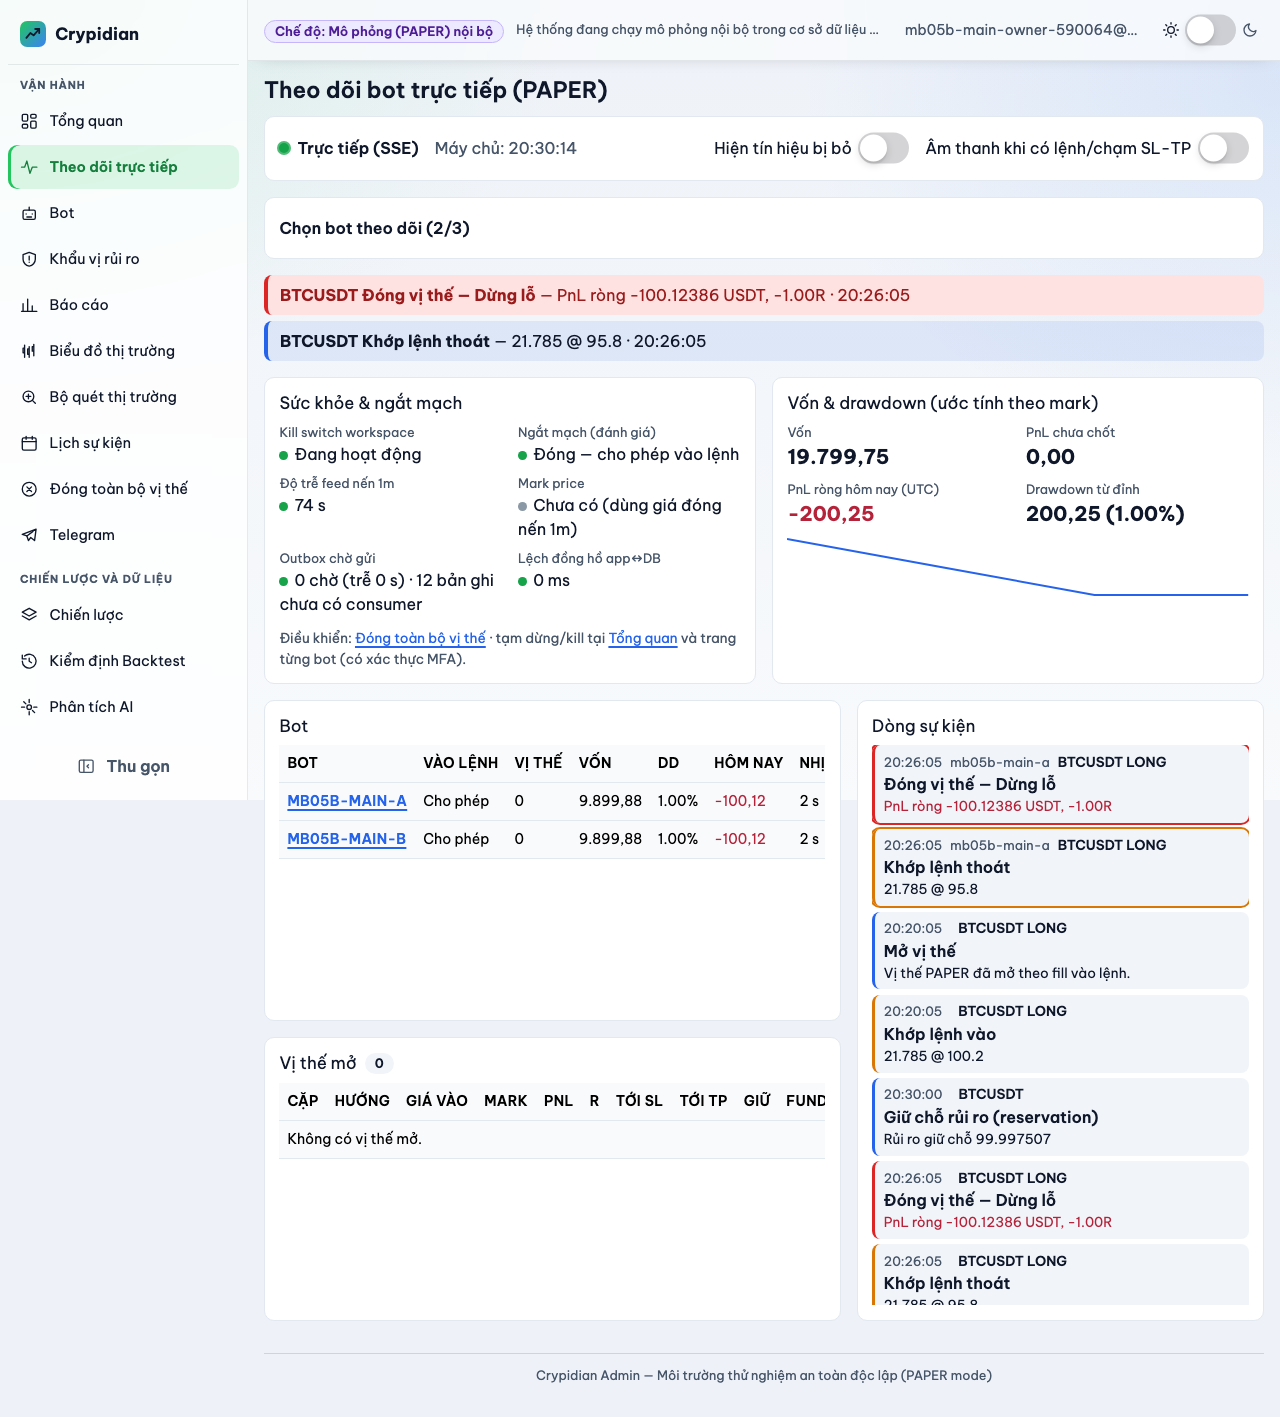 Crypidian
VẬN HÀNH
Tổng quan
Theo dõi trực tiếp
Bot
Khẩu vị rủi ro
Báo cáo
Biểu đồ thị trường
Bộ quét thị trường
Lịch sự kiện
Đóng toàn bộ vị thế
Telegram
CHIẾN LƯỢC VÀ DỮ LIỆU
Chiến lược
Kiểm định Backtest
Phân tích AI
Thu gọn
Chế độ: Mô phỏng (PAPER) nội bộ
Hệ thống đang chạy mô phỏng nội bộ trong cơ sở dữ liệu ...
mb05b-main-owner-590064@...
Theo dõi bot trực tiếp (PAPER)
Trực tiếp (SSE) Máy chủ: 20:30:14
Hiện tín hiệu bị bỏ
Âm thanh khi có lệnh/chạm SL-TP
Chọn bot theo dõi (2/3)
BTCUSDT Đóng vị thế — Dừng lỗ — PnL ròng -100.12386 USDT, -1.00R · 20:26:05
BTCUSDT Khớp lệnh thoát — 21.785 @ 95.8 · 20:26:05
Sức khỏe & ngắt mạch
Kill switch workspace
Đang hoạt động
Ngắt mạch (đánh giá)
Đóng — cho phép vào lệnh
Độ trễ feed nến 1m
74 s
Mark price
Chưa có (dùng giá đóng
nến 1m)
Outbox chờ gửi
0 chờ (trễ 0 s) · 12 bản ghi
chưa có consumer
Lệch đồng hồ app↔DB
0 ms
Điều khiển: Đóng toàn bộ vị thế · tạm dừng/kill tại Tổng quan và trang
từng bot (có xác thực MFA).
Vốn & drawdown (ước tính theo mark)
Vốn
19.799,75
PnL chưa chốt
0,00
PnL ròng hôm nay (UTC)
-200,25
Drawdown từ đỉnh
200,25 (1.00%)
Bot
BOT VÀO LỆNH VỊ THẾ VỐN DD HÔM NAY NHỊ
MB05B-MAIN-A Cho phép 0 9.899,88 1.00% -100,12 2 s
MB05B-MAIN-B Cho phép 0 9.899,88 1.00% -100,12 2 s
Vị thế mở 0
CẶP HƯỚNG GIÁ VÀO MARK PNL R TỚI SL TỚI TP GIỮ FUND
Không có vị thế mở.
Dòng sự kiện
20:26:05 mb05b-main-a BTCUSDT LONG
Đóng vị thế — Dừng lỗ
PnL ròng -100.12386 USDT, -1.00R
20:26:05 mb05b-main-a BTCUSDT LONG
Khớp lệnh thoát
21.785 @ 95.8
20:20:05 BTCUSDT LONG
Mở vị thế
Vị thế PAPER đã mở theo fill vào lệnh.
20:20:05 BTCUSDT LONG
Khớp lệnh vào
21.785 @ 100.2
20:30:00 BTCUSDT
Giữ chỗ rủi ro (reservation)
Rủi ro giữ chỗ 99.997507
20:26:05 BTCUSDT LONG
Đóng vị thế — Dừng lỗ
PnL ròng -100.12386 USDT, -1.00R
20:26:05 BTCUSDT LONG
Khớp lệnh thoát
21.785 @ 95.8
Crypidian Admin — Môi trường thử nghiệm an toàn độc lập (PAPER mode)